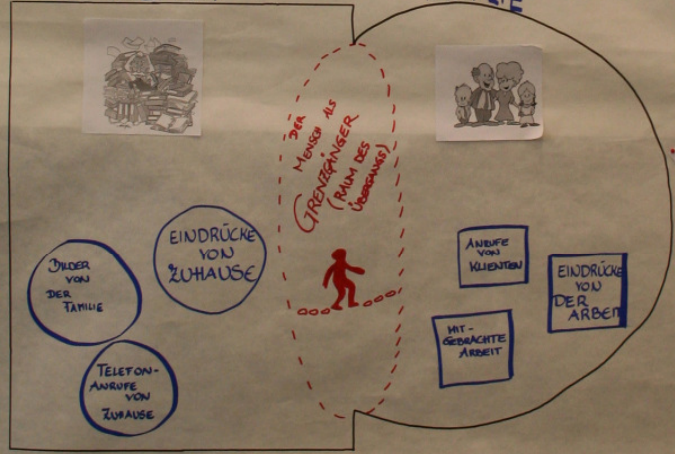 DER
MENSCH ALS
GRENZGÄNGER
(RAUM DES
ÜBERGANGS)
EINDRÜCKE
VON
ZUHAUSE
BILDER
VON
DER
FAMILIE
TELEFON-
ANRUFE
VON
ZUHAUSE
ANRUFE
VON
KLIENTEN
EINDRÜCKE
VON
DER
ARBEIT
MIT-
GEBRACHTE
ARBEIT